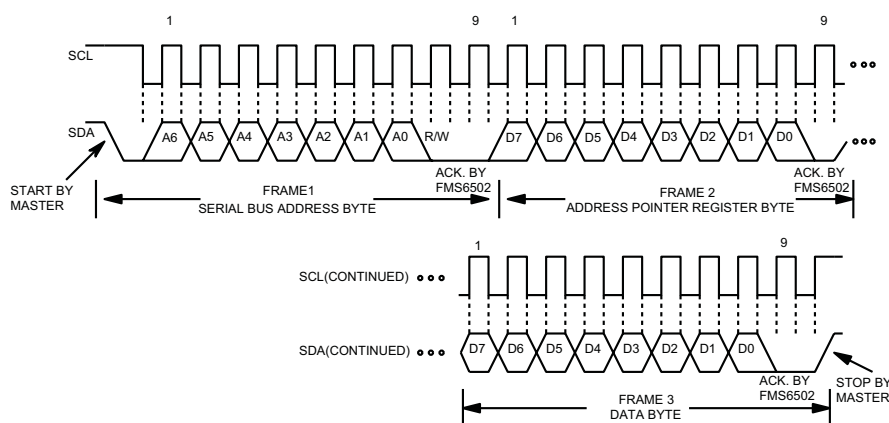 1 9 1 9
SCL
SDA A6 A5 A4 A3 A2 A1 A0 R/W D7 D6 D5 D4 D3 D2 D1 D0
START BY
MASTER
ACK. BY
FMS6502
ACK. BY
FMS6502
FRAME1
SERIAL BUS ADDRESS BYTE
FRAME 2
ADDRESS POINTER REGISTER BYTE
1 9
SCL(CONTINUED)
SDA(CONTINUED) D7 D6 D5 D4 D3 D2 D1 D0
ACK. BY
FMS6502
STOP BY
MASTER
FRAME 3
DATA BYTE